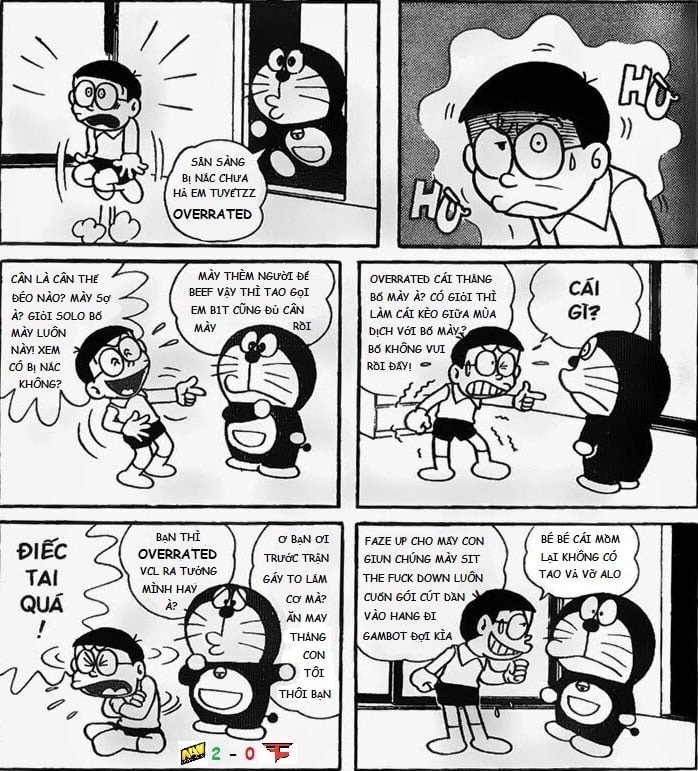 HỪ
HỪ
SẴN SÀNG
BỊ NẮC CHƯA
HẢ EM TUYẾTZZ
OVERRATED
CÁI
GÌ?
OVERRATED CÁI THẰNG
BỐ MÀY À? CÓ GIỎI THÌ
LÀM CÁI KÈO GIỮA MÙA
DỊCH VỚI BỐ MÀY?
BỐ KHÔNG VUI
RỒI ĐẤY!
MÀY THÈM NGƯỜI ĐỂ
BEEF VẬY THÌ TAO GỌI
EM B1T CŨNG ĐỦ CÂN
MÀY RỒI
CÂN LÀ CÂN THẾ
ĐÉO NÀO? MÀY SỢ
À? GIỎI SOLO BỐ
MÀY LUÔN
NÀY! XEM
CÓ BỊ NẮC
KHÔNG?
BÉ BÉ CÁI MỒM
LẠI KHÔNG CÓ
TAO VẢ VỠ ALO
FAZE UP CHO MẤY CON
GIUN CHÚNG MÀY SIT
THE FUCK DOWN LUÔN
CUỐN GÓI CÚT DẦN
VÀO HANG ĐI
GAMBOT ĐỢI KÌA
Ơ BẠN ƠI
TRƯỚC TRẬN
GÁY TO LẮM
CƠ MÀ?
ĂN MAY
THẮNG
CON
TÔI
THÔI BẠN
BẠN THÌ
OVERRATED
VCL RA TƯỞNG
MÌNH HAY
À?
ĐIẾC
TAI
QUÁ
!
2 - 0